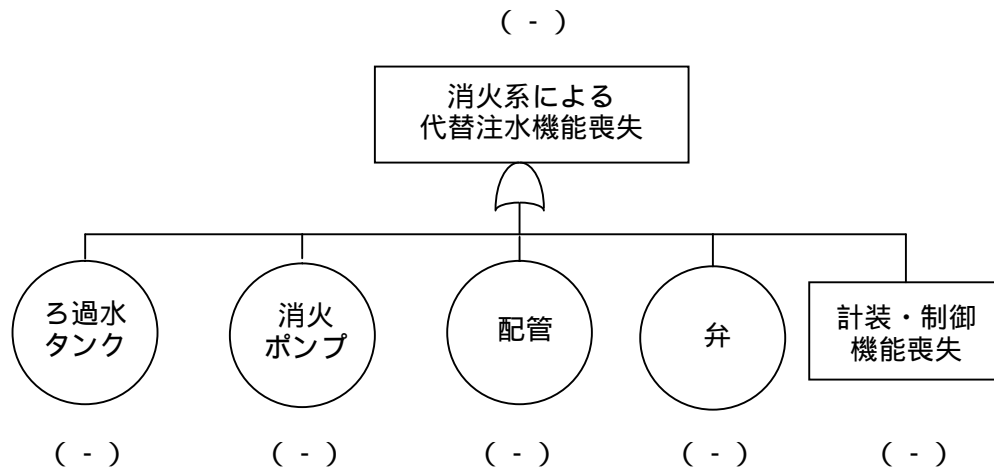 ( - )
消火系による
代替注水機能喪失
ろ過水
タンク
消火
ポンプ
配管
弁
計装・制御
機能喪失
( - )
( - )
( - )
( - )
( - )